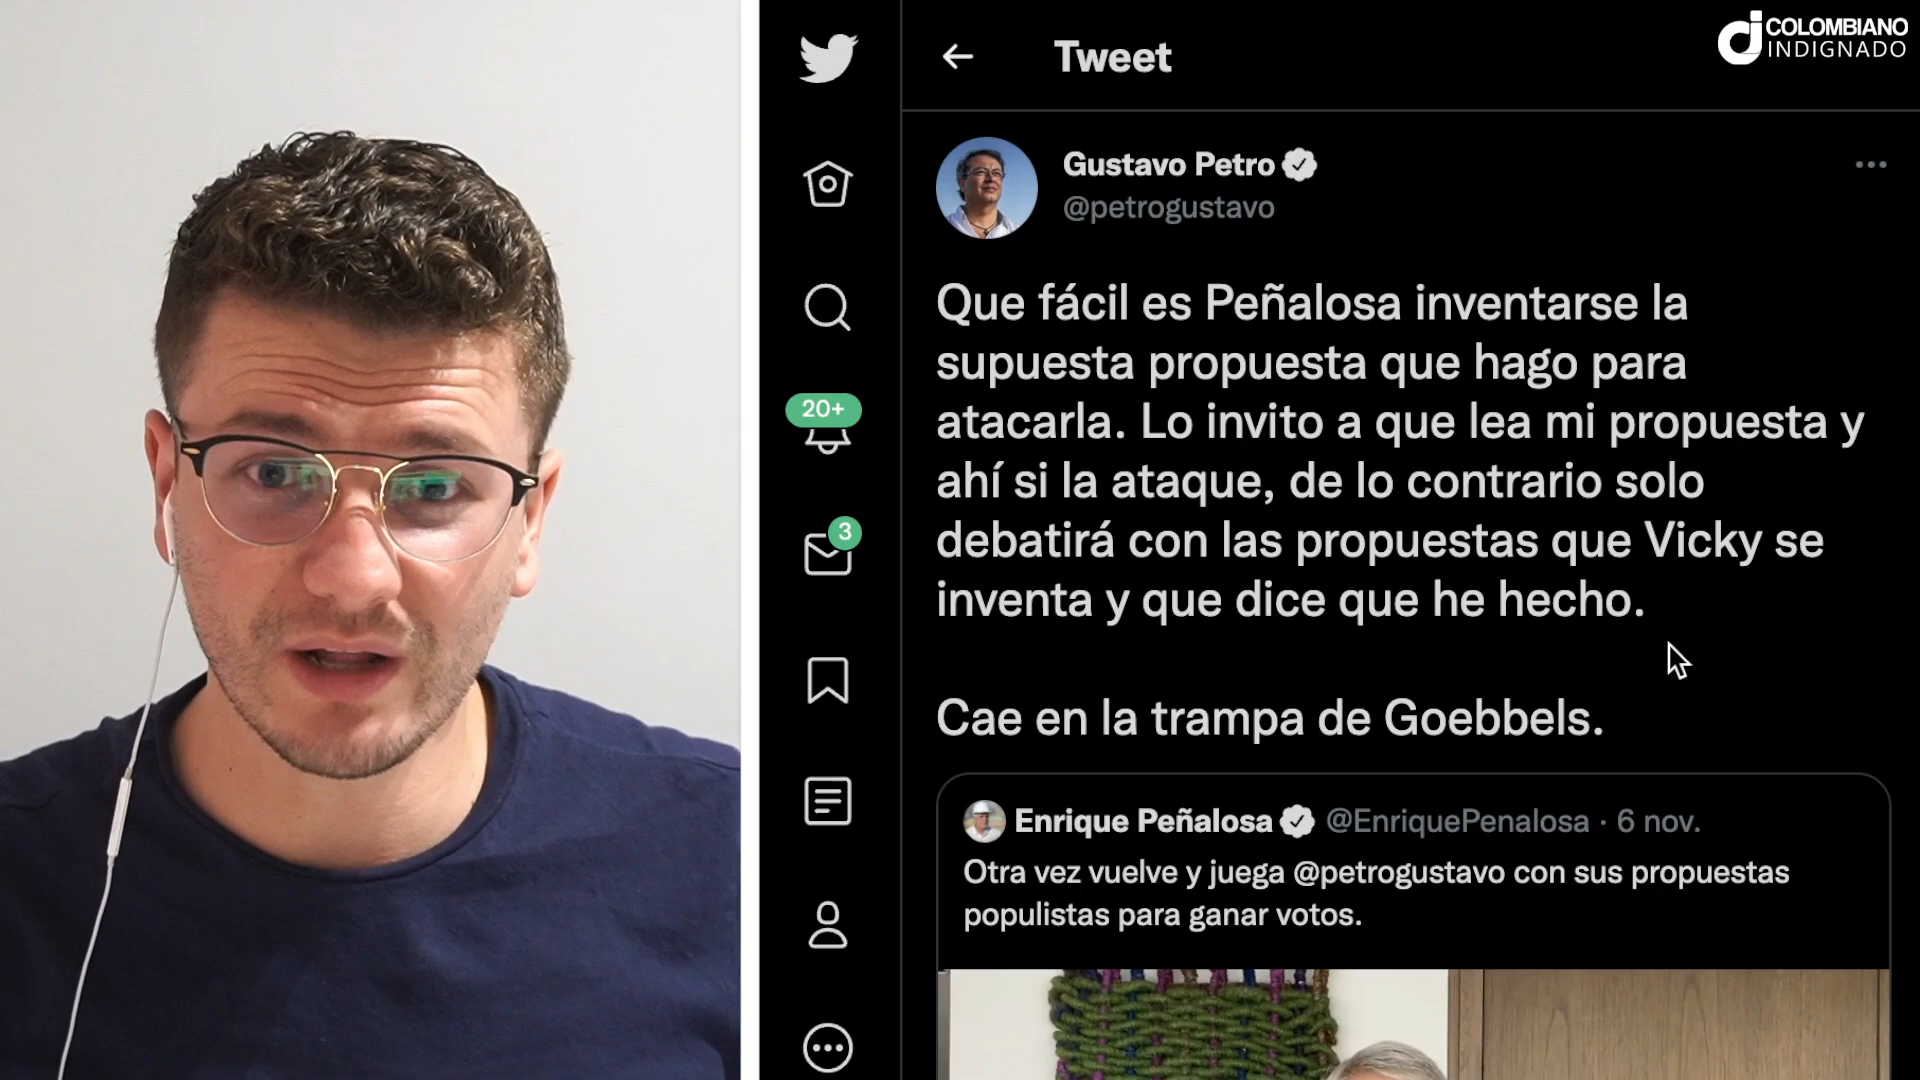 COLOMBIANO
INDIGNADO
Tweet
Gustavo Petro
@petrogustavo
Que fácil es Peñalosa inventarse la
supuesta propuesta que hago para
atacarla. Lo invito a que lea mi propuesta y
ahí si la ataque, de lo contrario solo
debatirá con las propuestas que Vicky se
inventa y que dice que he hecho.
Cae en la trampa de Goebbels.
Enrique Peñalosa @EnriquePenalosa · 6 nov.
Otra vez vuelve y juega @petrogustavo con sus propuestas
populistas para ganar votos.
20+
3